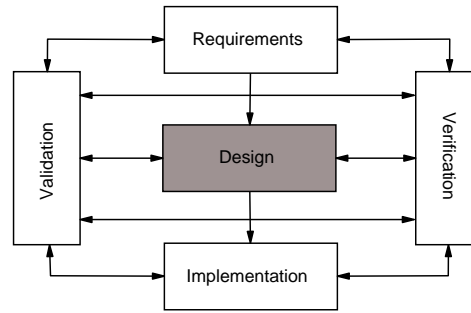 Requirements
Validation
Design
Verification
Implementation